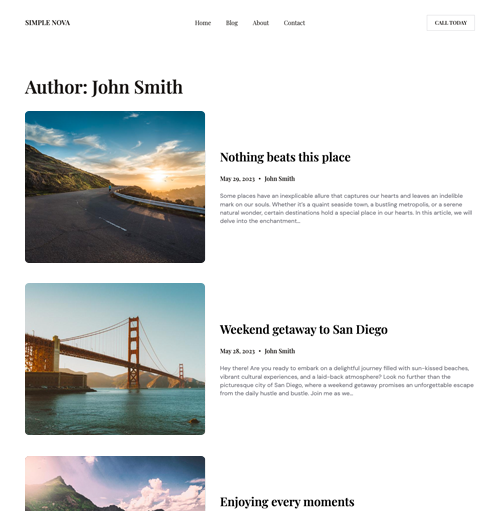 SIMPLE NOVA
Home Blog About Contact
CALL TODAY
Author: John Smith
Nothing beats this place
May 29, 2023 • John Smith
Some places have an inexplicable allure that captures our hearts and leaves an indelible
mark on our souls. Whether it's a quaint seaside town, a bustling metropolis, or a serene
natural wonder, certain destinations hold a special place in our hearts. In this article, we will
delve into the enchantment…
Weekend getaway to San Diego
May 28, 2023 • John Smith
Hey there! Are you ready to embark on a delightful journey filled with sun-kissed beaches,
vibrant cultural experiences, and a laid-back atmosphere? Look no further than the
picturesque city of San Diego, where a weekend getaway promises an unforgettable escape
from the daily hustle and bustle. Join me as we…
Enjoying every moments